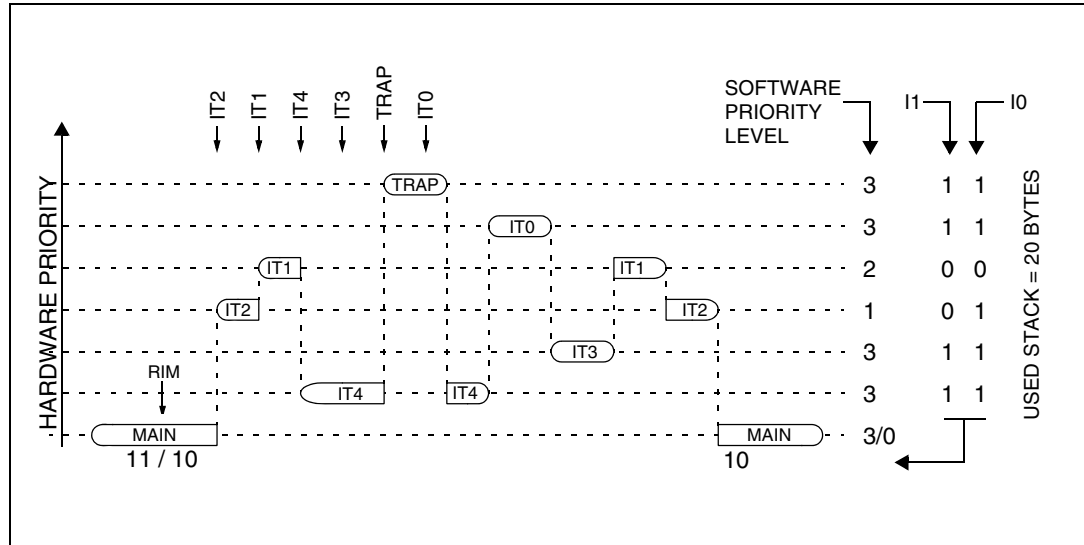 IT2
IT1
IT4
IT3
TRAP
IT0
SOFTWARE
PRIORITY
LEVEL
I1
I0
HARDWARE PRIORITY
TRAP
3
1 1
IT0
3
1 1
IT1
IT1
2
0 0
IT2
IT2
1
0 1
IT3
3
1 1
RIM
IT4
IT4
3
1 1
MAIN
MAIN
3/0
11 / 10
10
USED STACK = 20 BYTES